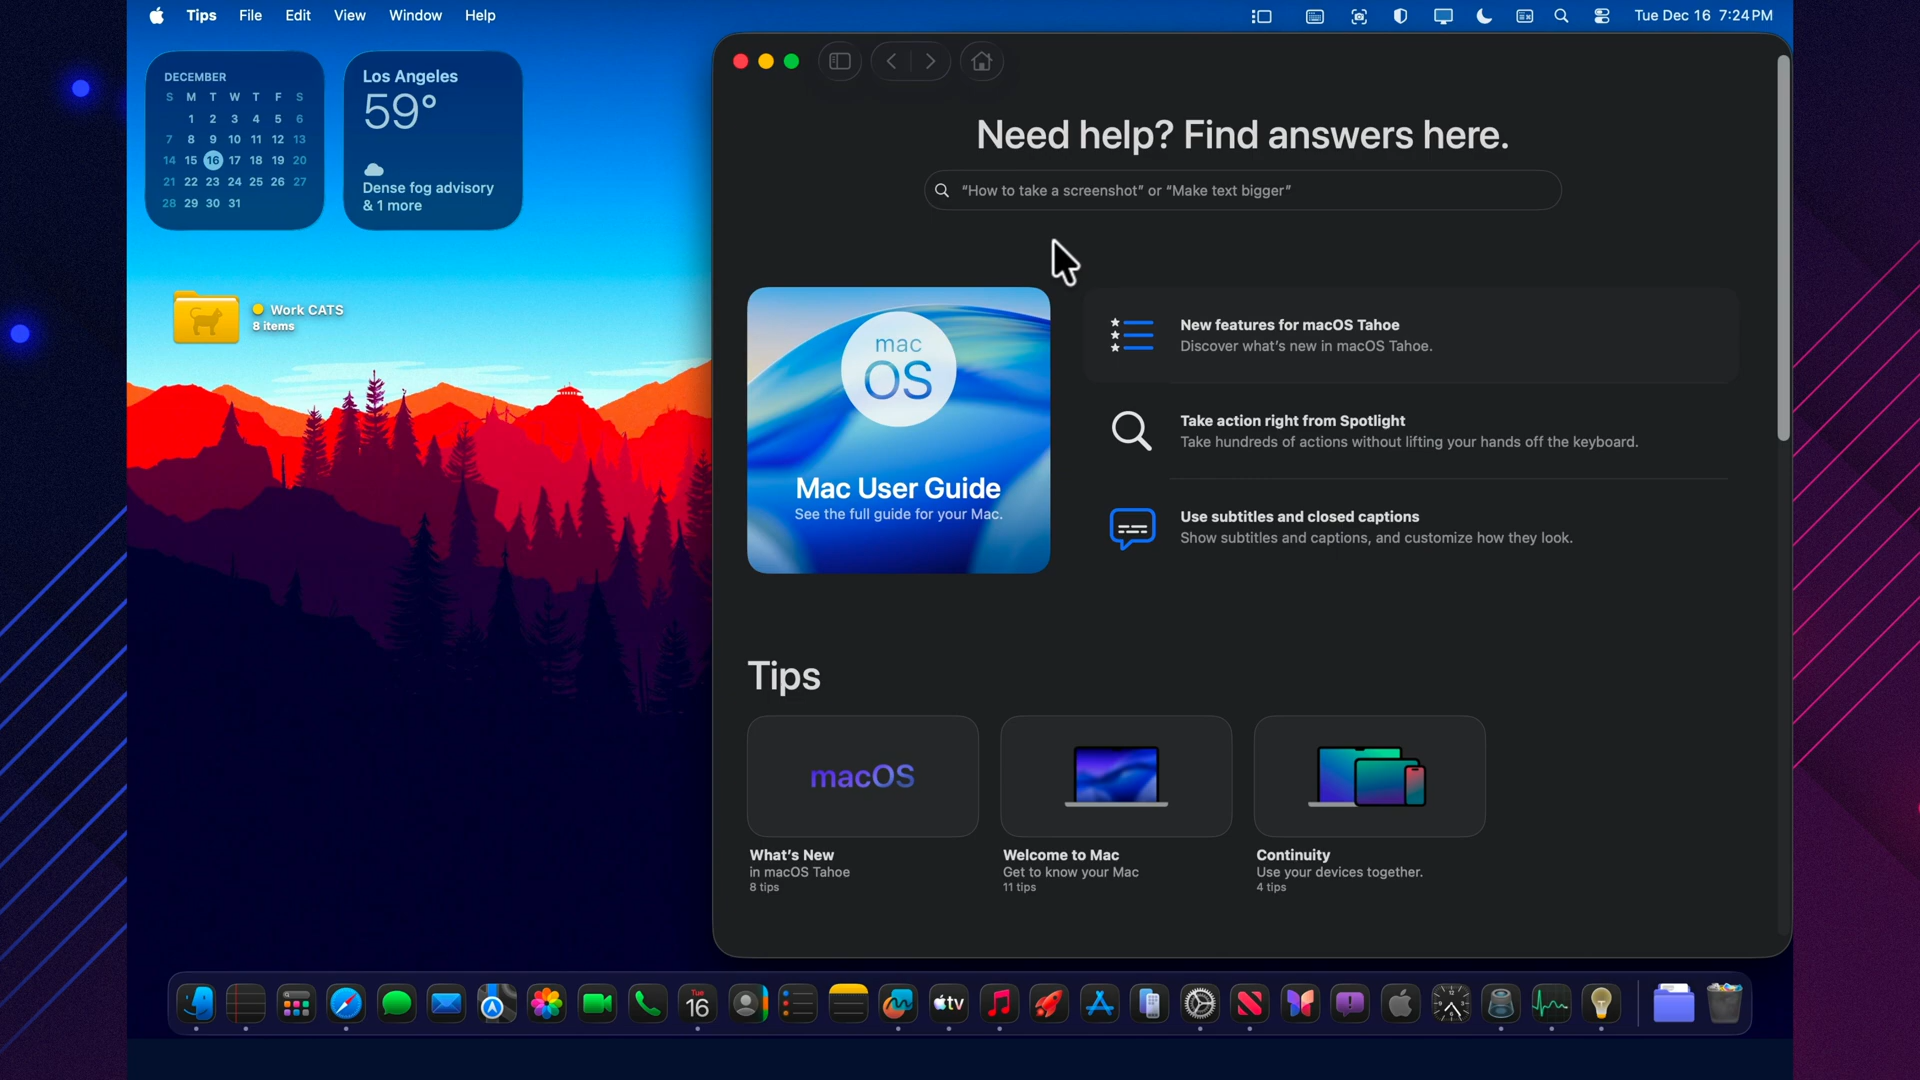 Tips File Edit View Window Help
Tue Dec 16 7:24 PM
DECEMBER
S M T W T F S
1 2 3 4 5 6
7 8 9 10 11 12 13
14 15 16 17 18 19 20
21 22 23 24 25 26 27
28 29 30 31
Los Angeles
59°
Dense fog advisory
& 1 more
Work CATS
8 items
Need help? Find answers here.
“How to take a screenshot” or “Make text bigger”
mac
OS
Mac User Guide
See the full guide for your Mac.
New features for macOS Tahoe
Discover what’s new in macOS Tahoe.
Take action right from Spotlight
Take hundreds of actions without lifting your hands off the keyboard.
Use subtitles and closed captions
Show subtitles and captions, and customize how they look.
Tips
macOS
What’s New
in macOS Tahoe
8 tips
Welcome to Mac
Get to know your Mac
11 tips
Continuity
Use your devices together.
4 tips
Tue
16
tv